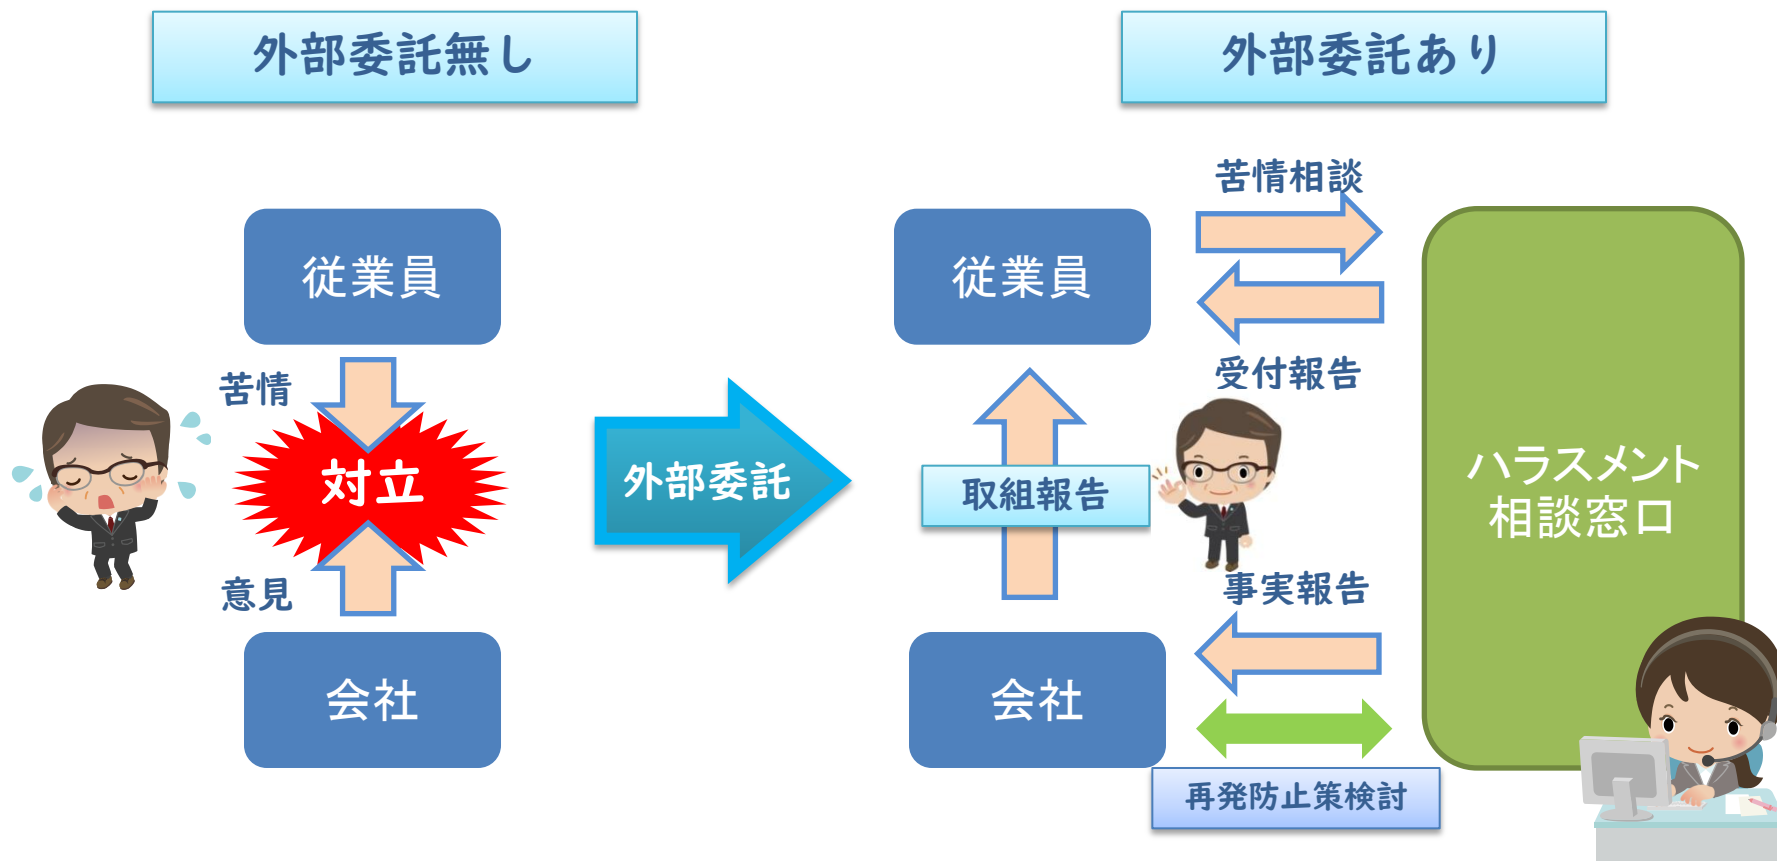 外部委託無し
外部委託あり
従業員
苦情
対立
意見
会社
外部委託
苦情相談
従業員
受付報告
取組報告
事実報告
会社
再発防止策検討
ハラスメント
相談窓口